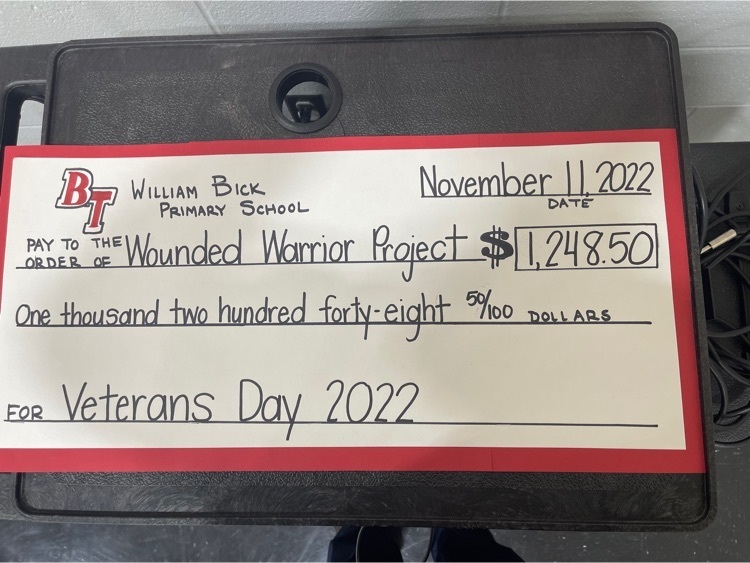 BT WILLIAM BICK
PRIMARY SCHOOL
November 11, 2022
DATE
PAY TO THE
ORDER OF Wounded Warrior Project $ 1,248.50
One thousand two hundred forty-eight 50/100 DOLLARS
FOR Veterans Day 2022